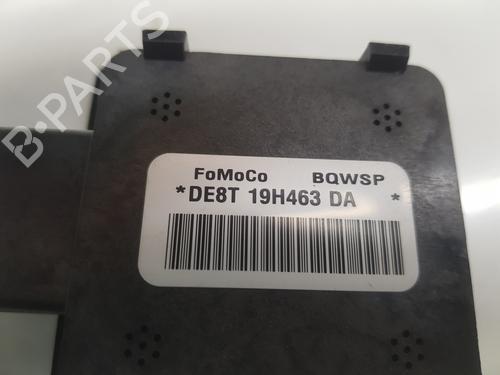 B-PARTS
FoMoCo BQWSP
*DE8T 19H463 DA *